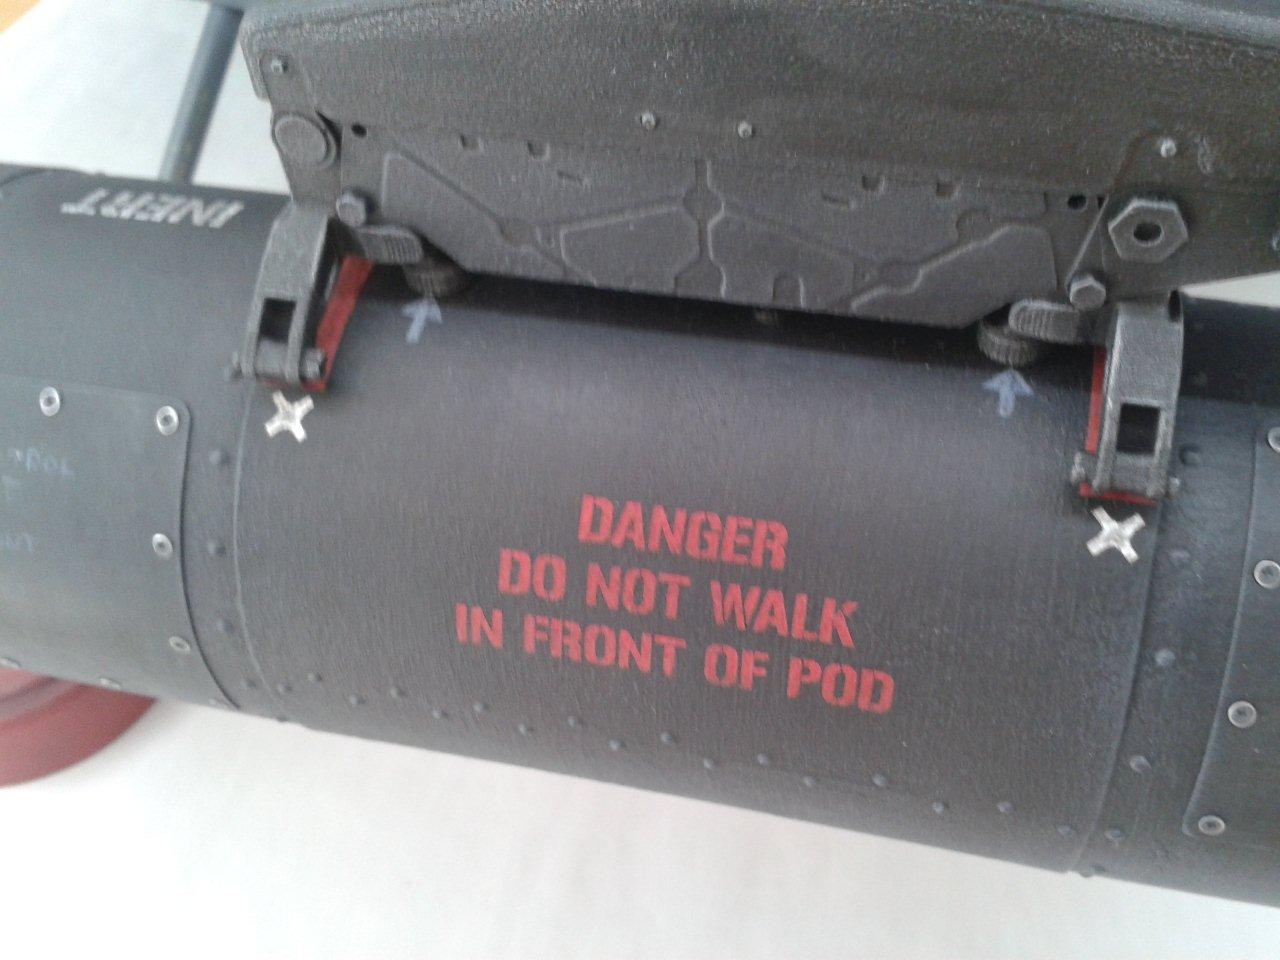 INERT
DANGER
DO NOT WALK
IN FRONT OF POD